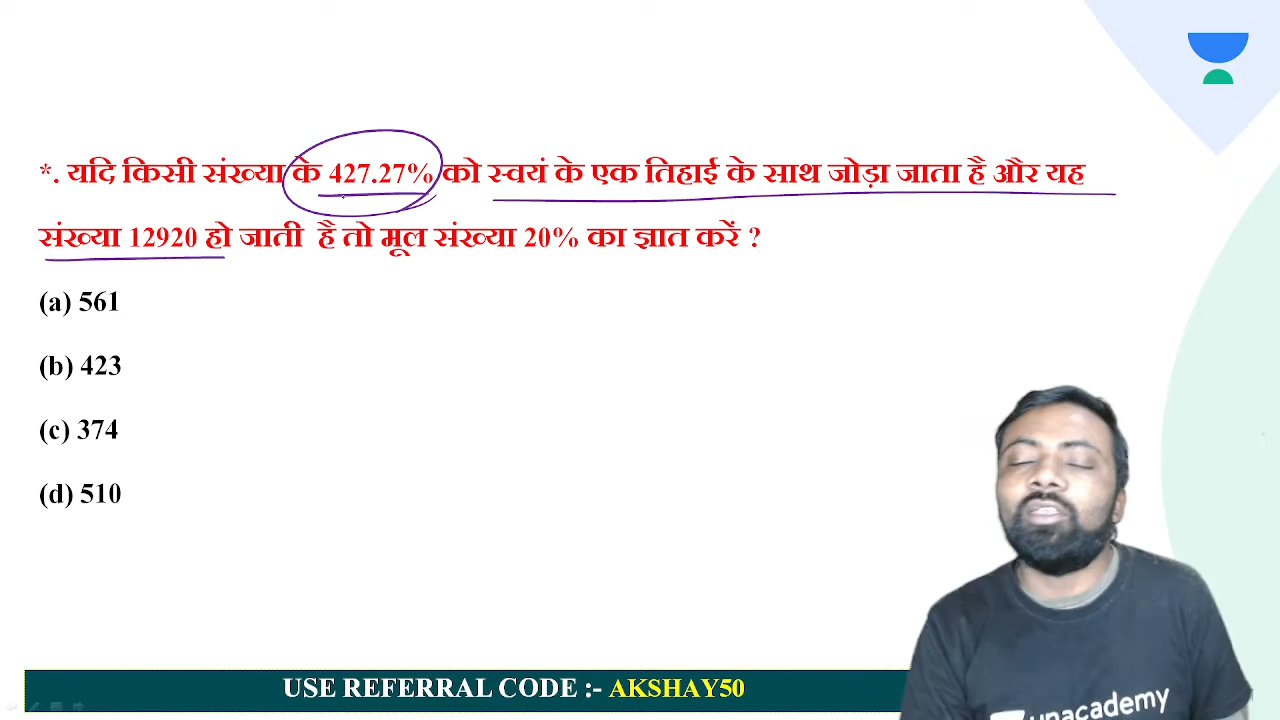 *. यदि किसी संख्या के 427.27% को स्वयं के एक तिहाई के साथ जोड़ा जाता है और यह
संख्या 12920 हो जाती है तो मूल संख्या 20% का ज्ञात करें ?
(a) 561
(b) 423
(c) 374
(d) 510
USE REFERRAL CODE :- AKSHAY50
unacademy